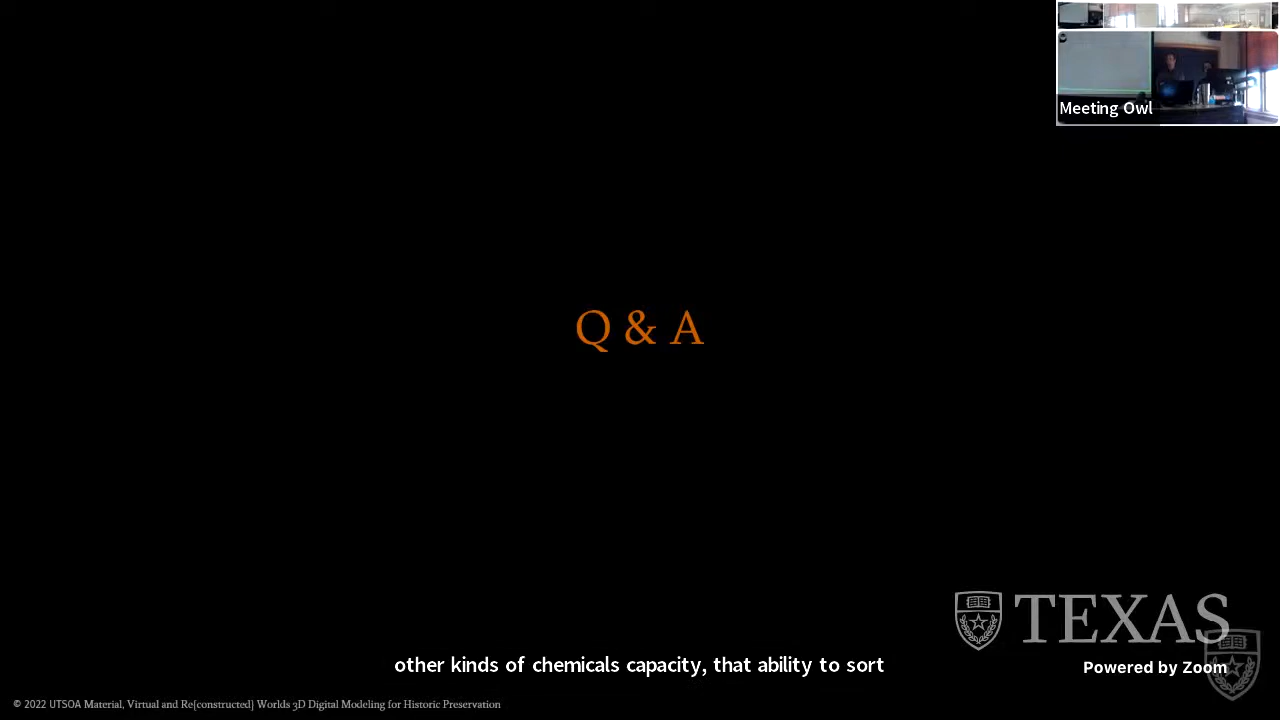 Meeting Owl
Q & A
TEXAS
other kinds of chemicals capacity, that ability to sort
Powered by Zoom
© 2022 UTSOA Material, Virtual and Re[constructed] Worlds 3D Digital Modeling for Historic Preservation